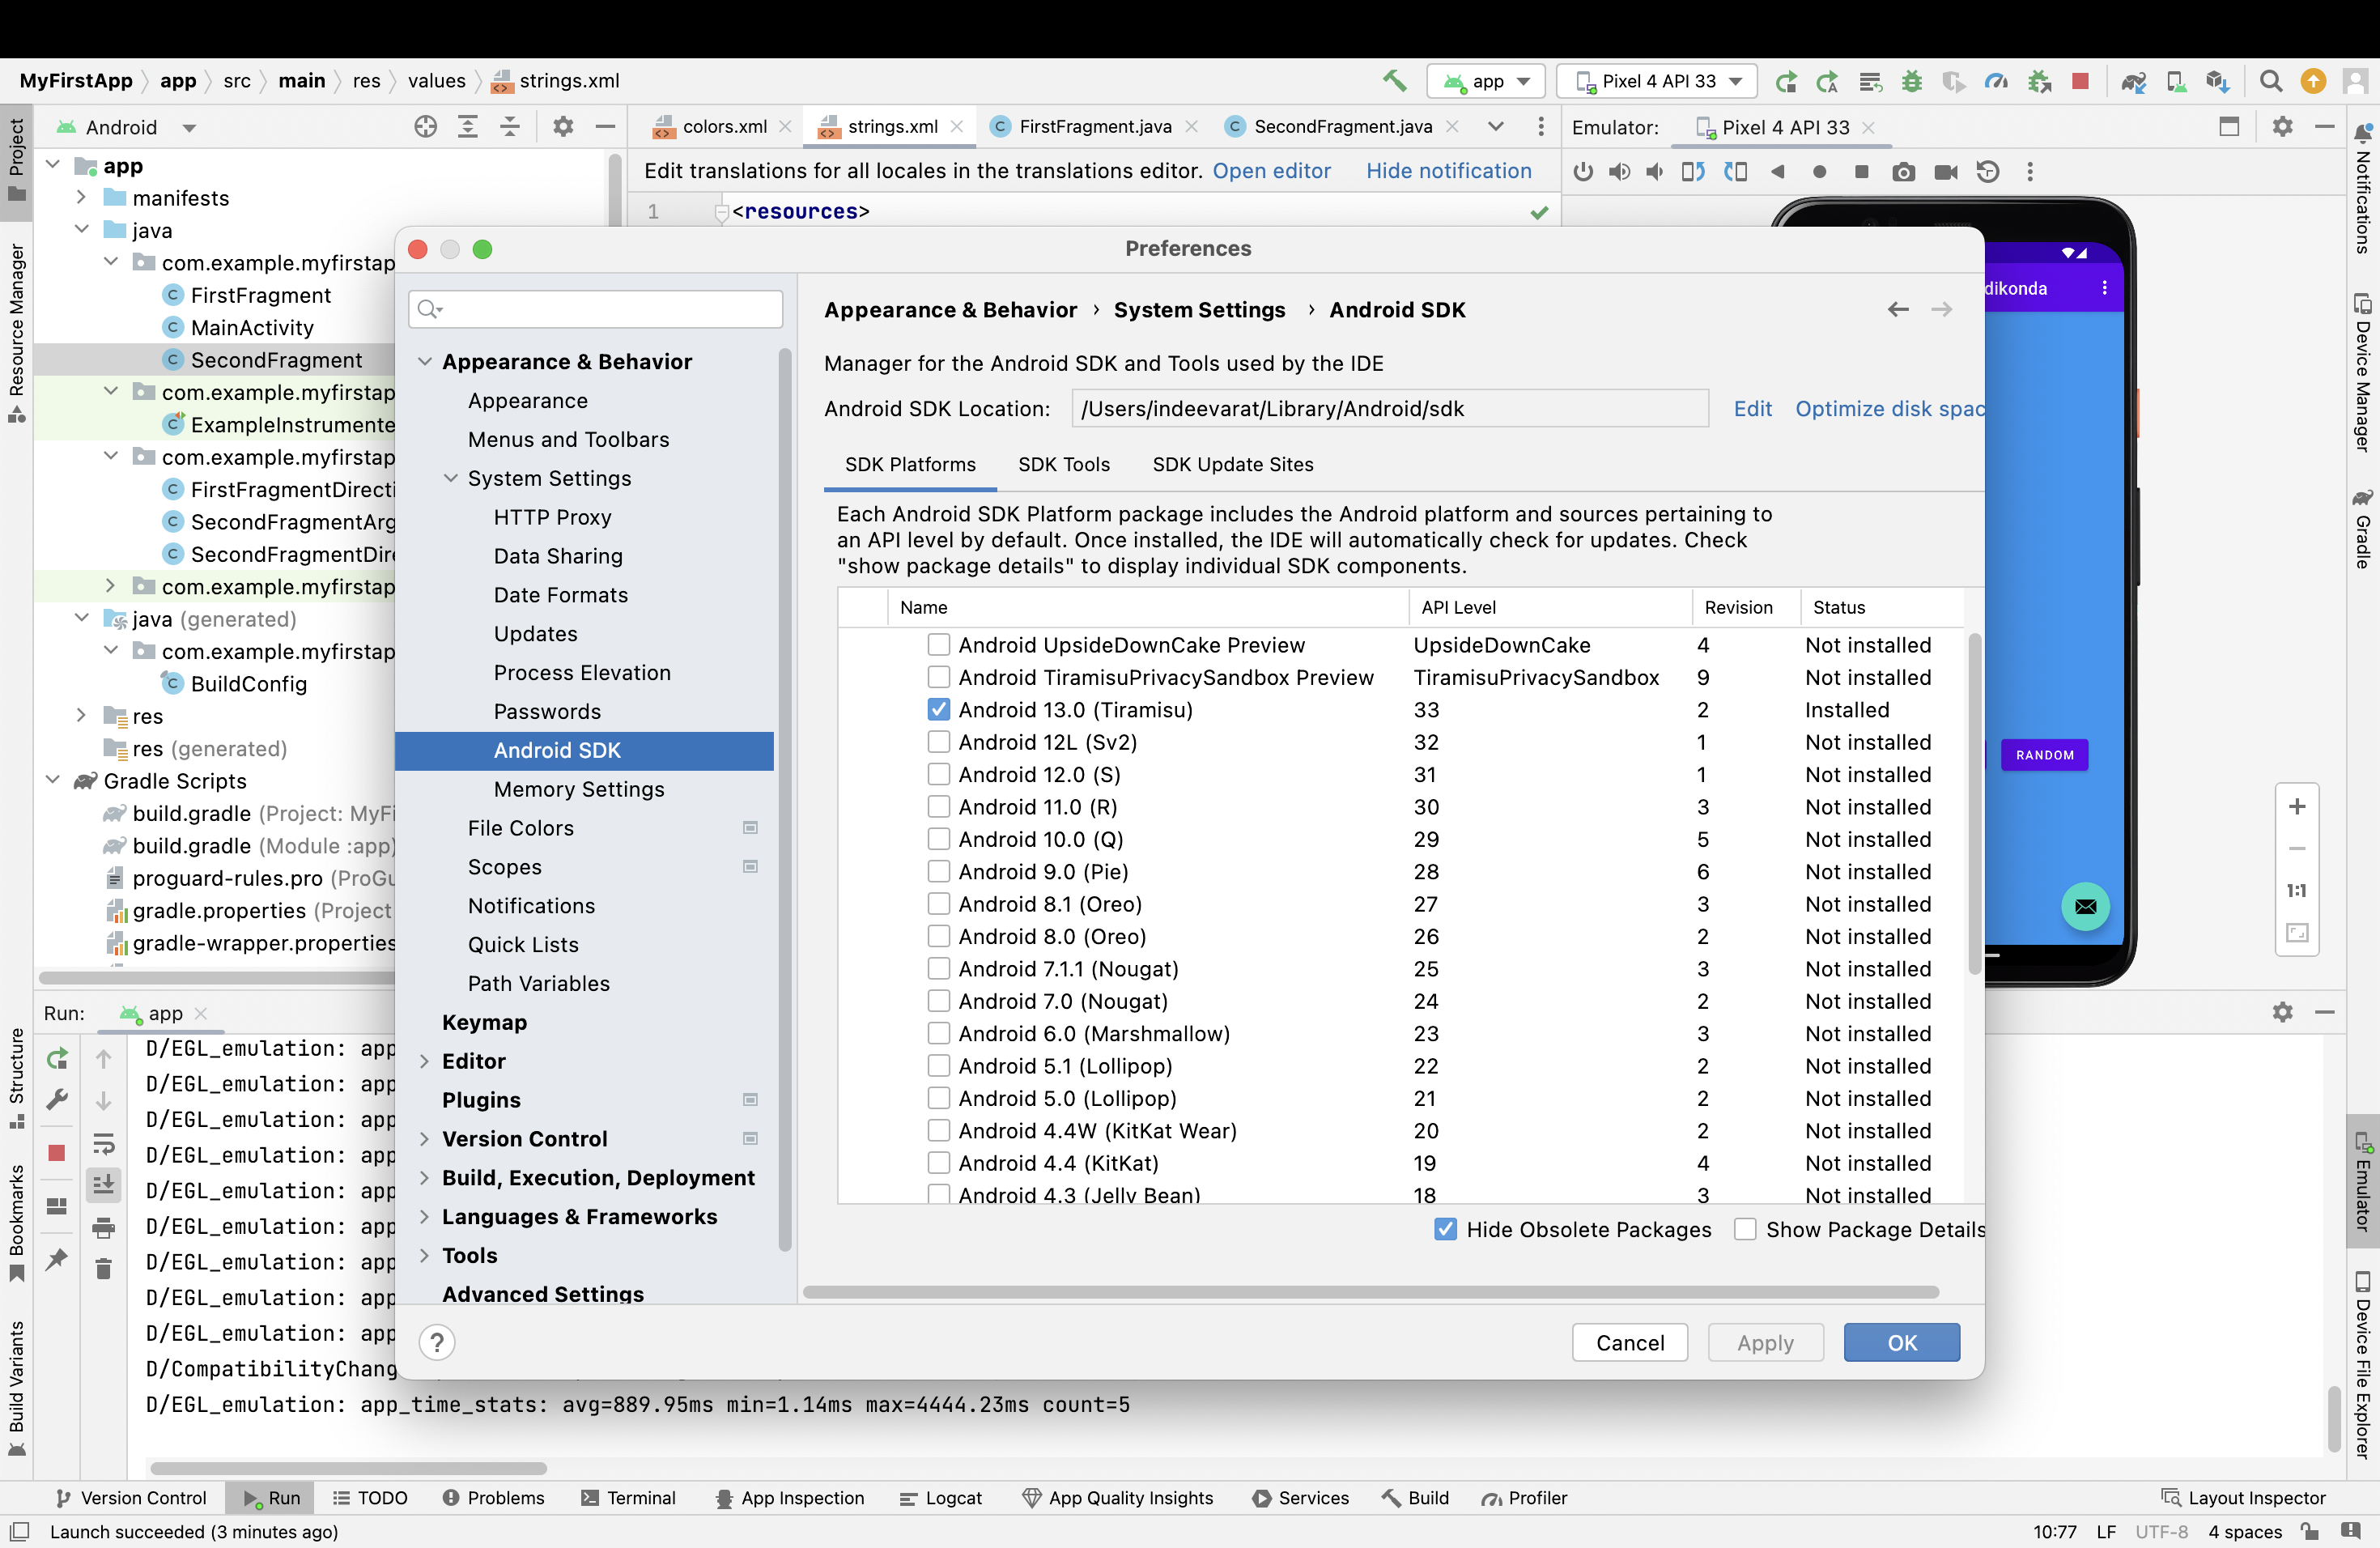 MyFirstApp app src main res values strings.xml
app Pixel 4 API 33
Android
colors.xml strings.xml FirstFragment.java SecondFragment.java
Emulator: Pixel 4 API 33
Edit translations for all locales in the translations editor. Open editor Hide notification
1 <resources>
Project
Resource Manager
Structure
Bookmarks
Build Variants
app
manifests
java
com.example.myfirstap
FirstFragment
MainActivity
SecondFragment
com.example.myfirstap
ExampleInstrumente
com.example.myfirstap
FirstFragmentDirecti
SecondFragmentArg
SecondFragmentDire
com.example.myfirstap
java (generated)
com.example.myfirstap
BuildConfig
res
res (generated)
Gradle Scripts
build.gradle (Project: MyFi
build.gradle (Module :app)
proguard-rules.pro (ProGu
gradle.properties (Project
gradle-wrapper.properties
Preferences
Appearance & Behavior
Appearance
Menus and Toolbars
System Settings
HTTP Proxy
Data Sharing
Date Formats
Updates
Process Elevation
Passwords
Android SDK
Memory Settings
File Colors
Scopes
Notifications
Quick Lists
Path Variables
Keymap
Editor
Plugins
Version Control
Build, Execution, Deployment
Languages & Frameworks
Tools
Advanced Settings
Appearance & Behavior › System Settings › Android SDK
Manager for the Android SDK and Tools used by the IDE
Android SDK Location: /Users/indeevarat/Library/Android/sdk Edit Optimize disk spac
SDK Platforms SDK Tools SDK Update Sites
Each Android SDK Platform package includes the Android platform and sources pertaining to
an API level by default. Once installed, the IDE will automatically check for updates. Check
"show package details" to display individual SDK components.
Name API Level Revision Status
Android UpsideDownCake Preview UpsideDownCake 4 Not installed
Android TiramisuPrivacySandbox Preview TiramisuPrivacySandbox 9 Not installed
Android 13.0 (Tiramisu) 33 2 Installed
Android 12L (Sv2) 32 1 Not installed
Android 12.0 (S) 31 1 Not installed
Android 11.0 (R) 30 3 Not installed
Android 10.0 (Q) 29 5 Not installed
Android 9.0 (Pie) 28 6 Not installed
Android 8.1 (Oreo) 27 3 Not installed
Android 8.0 (Oreo) 26 2 Not installed
Android 7.1.1 (Nougat) 25 3 Not installed
Android 7.0 (Nougat) 24 2 Not installed
Android 6.0 (Marshmallow) 23 3 Not installed
Android 5.1 (Lollipop) 22 2 Not installed
Android 5.0 (Lollipop) 21 2 Not installed
Android 4.4W (KitKat Wear) 20 2 Not installed
Android 4.4 (KitKat) 19 4 Not installed
Android 4.3 (Jelly Bean) 18 3 Not installed
Hide Obsolete Packages Show Package Details
? Cancel Apply OK
dikonda
RANDOM
1:1
Notifications
Device Manager
Gradle
Emulator
Device File Explorer
Run: app
D/EGL_emulation: app
D/EGL_emulation: app
D/EGL_emulation: app
D/EGL_emulation: app
D/EGL_emulation: app
D/EGL_emulation: app
D/EGL_emulation: app
D/EGL_emulation: app
D/EGL_emulation: app
D/CompatibilityChang
D/EGL_emulation: app_time_stats: avg=889.95ms min=1.14ms max=4444.23ms count=5
Version Control Run TODO Problems Terminal App Inspection Logcat App Quality Insights Services Build Profiler Layout Inspector
Launch succeeded (3 minutes ago) 10:77 LF UTF-8 4 spaces